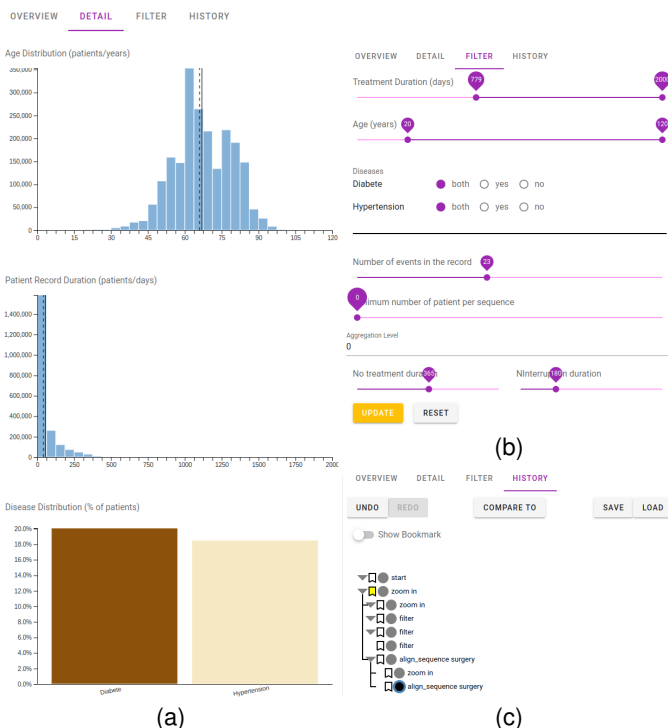 OVERVIEW DETAIL FILTER HISTORY
Age Distribution (patients/years)
350,000
300,000
250,000
200,000
150,000
100,000
50,000
0
0 15 30 45 60 75 90 105 120
Patient Record Duration (patients/days)
1,400,000
1,200,000
1,000,000
800,000
600,000
400,000
200,000
0
0 250 500 750 1000 1250 1500 1750 2000
Disease Distribution (% of patients)
20.0%
18.0%
16.0%
14.0%
12.0%
10.0%
8.0%
6.0%
4.0%
2.0%
0.0%
Diabete Hypertension
(a)
OVERVIEW DETAIL FILTER HISTORY
Treatment Duration (days) 779 2000
Age (years) 20 120
Diseases
Diabete both yes no
Hypertension both yes no
Number of events in the record 23
0 nimum number of patient per sequence
Aggregation Level
0
No treatment duration 365 NInterruption duration 180
UPDATE RESET
(b)
OVERVIEW DETAIL FILTER HISTORY
UNDO REDO COMPARE TO SAVE LOAD
Show Bookmark
start
zoom in
zoom in
filter
filter
filter
align_sequence surgery
zoom in
align_sequence surgery
(c)